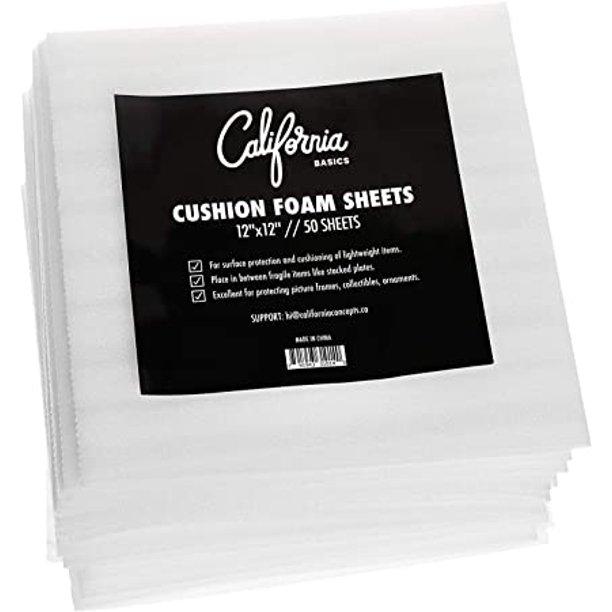 California
BASICS
CUSHION FOAM SHEETS
12"x12" // 50 SHEETS
For surface protection and cushioning of lightweight items.
Place in between fragile items like stacked plates.
Excellent for protecting picture frames, collectibles, ornaments.
SUPPORT: hi@californiaconcepts.co
MADE IN CHINA